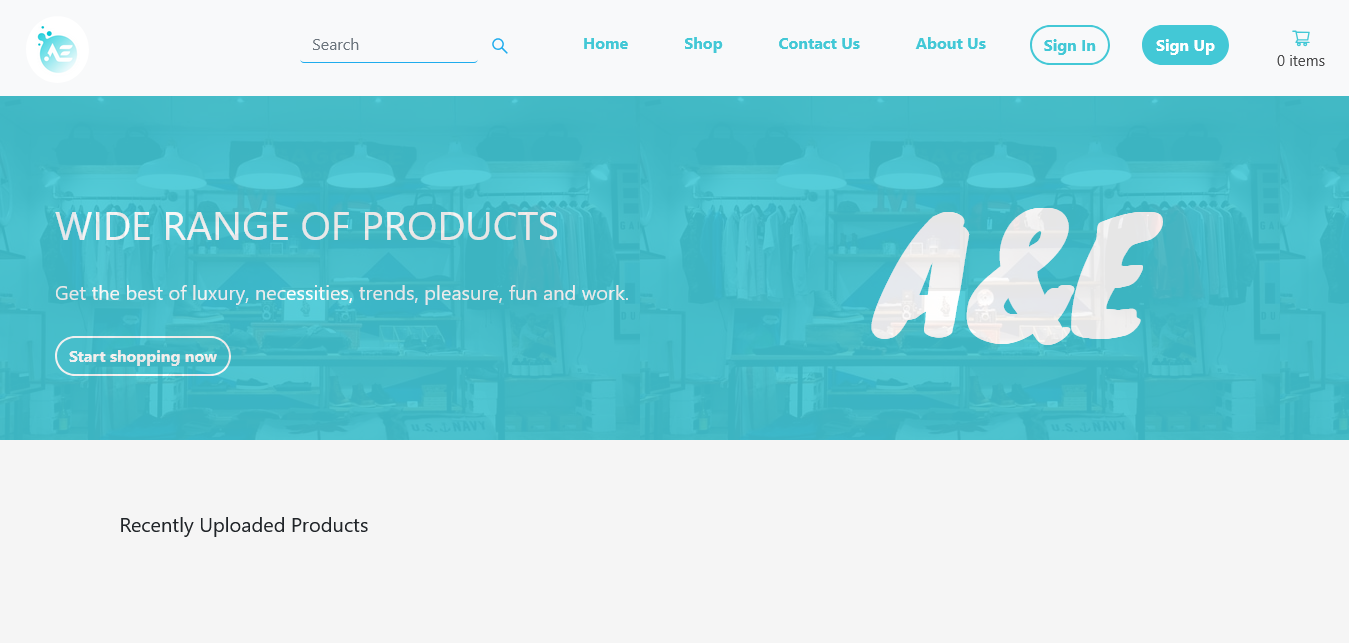 AE
Search
Home
Shop
Contact Us
About Us
Sign In
Sign Up
0 items
WIDE RANGE OF PRODUCTS
Get the best of luxury, necessities, trends, pleasure, fun and work.
Start shopping now
A&E
U.S. NAVY
U.S. NAVY
Recently Uploaded Products